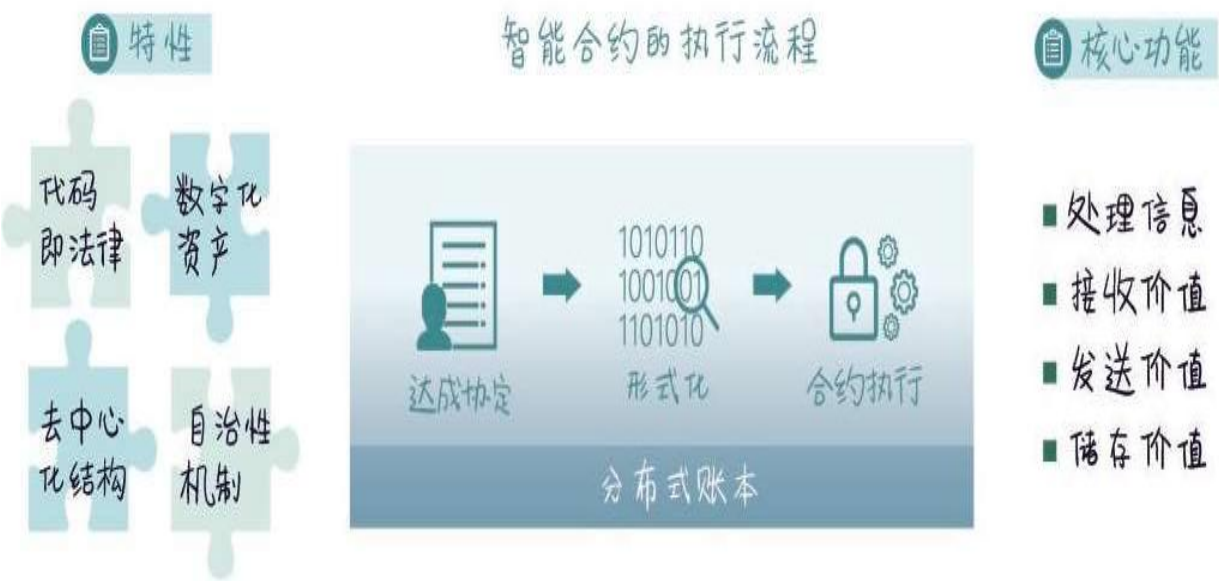 特性
代码
即法律
数字化
资产
去中心
化结构
自治性
机制
智能合约的执行流程
1010110
1001001
1101010
达成协定
形式化
合约执行
分布式账本
核心功能
处理信息
接收价值
发送价值
储存价值